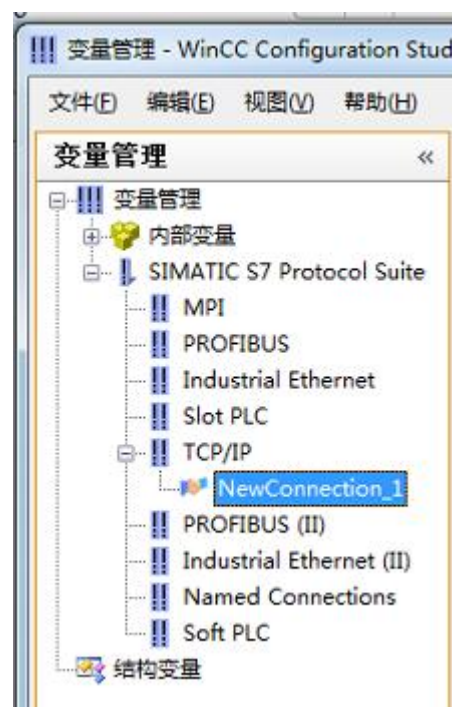 变量管理 - WinCC Configuration Stud
文件(F) 编辑(E) 视图(V) 帮助(H)
变量管理 «
变量管理
内部变量
SIMATIC S7 Protocol Suite
MPI
PROFIBUS
Industrial Ethernet
Slot PLC
TCP/IP
NewConnection_1
PROFIBUS (II)
Industrial Ethernet (II)
Named Connections
Soft PLC
结构变量